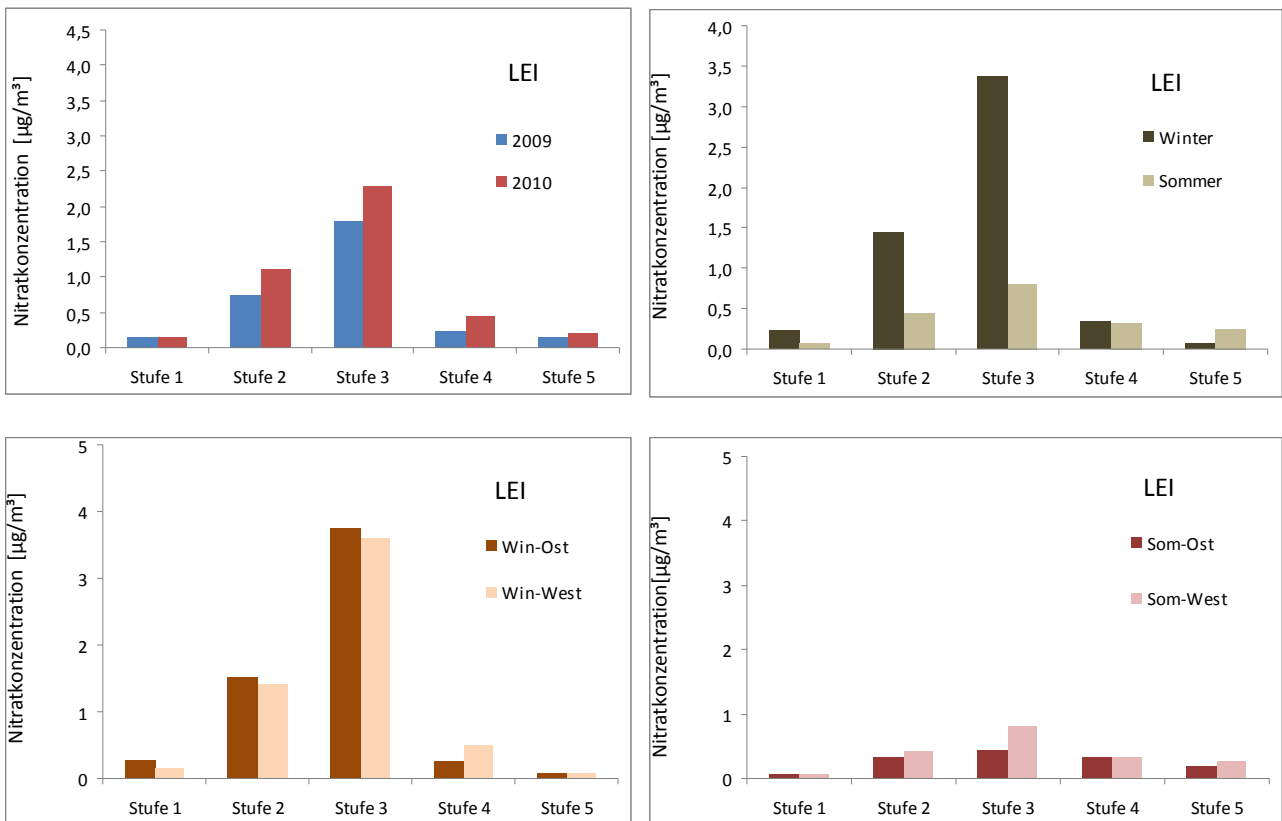 Nitratkonzentration [µg/m³]
4,5
4,0
3,5
3,0
2,5
2,0
1,5
1,0
0,5
0,0
LEI
2009
2010
Stufe 1 Stufe 2 Stufe 3 Stufe 4 Stufe 5
Nitratkonzentration [µg/m³]
4,0
3,5
3,0
2,5
2,0
1,5
1,0
0,5
0,0
LEI
Winter
Sommer
Stufe 1 Stufe 2 Stufe 3 Stufe 4 Stufe 5
Nitratkonzentration [µg/m³]
5
4
3
2
1
0
LEI
Win-Ost
Win-West
Stufe 1 Stufe 2 Stufe 3 Stufe 4 Stufe 5
Nitratkonzentration[µg/m³]
5
4
3
2
1
0
LEI
Som-Ost
Som-West
Stufe 1 Stufe 2 Stufe 3 Stufe 4 Stufe 5